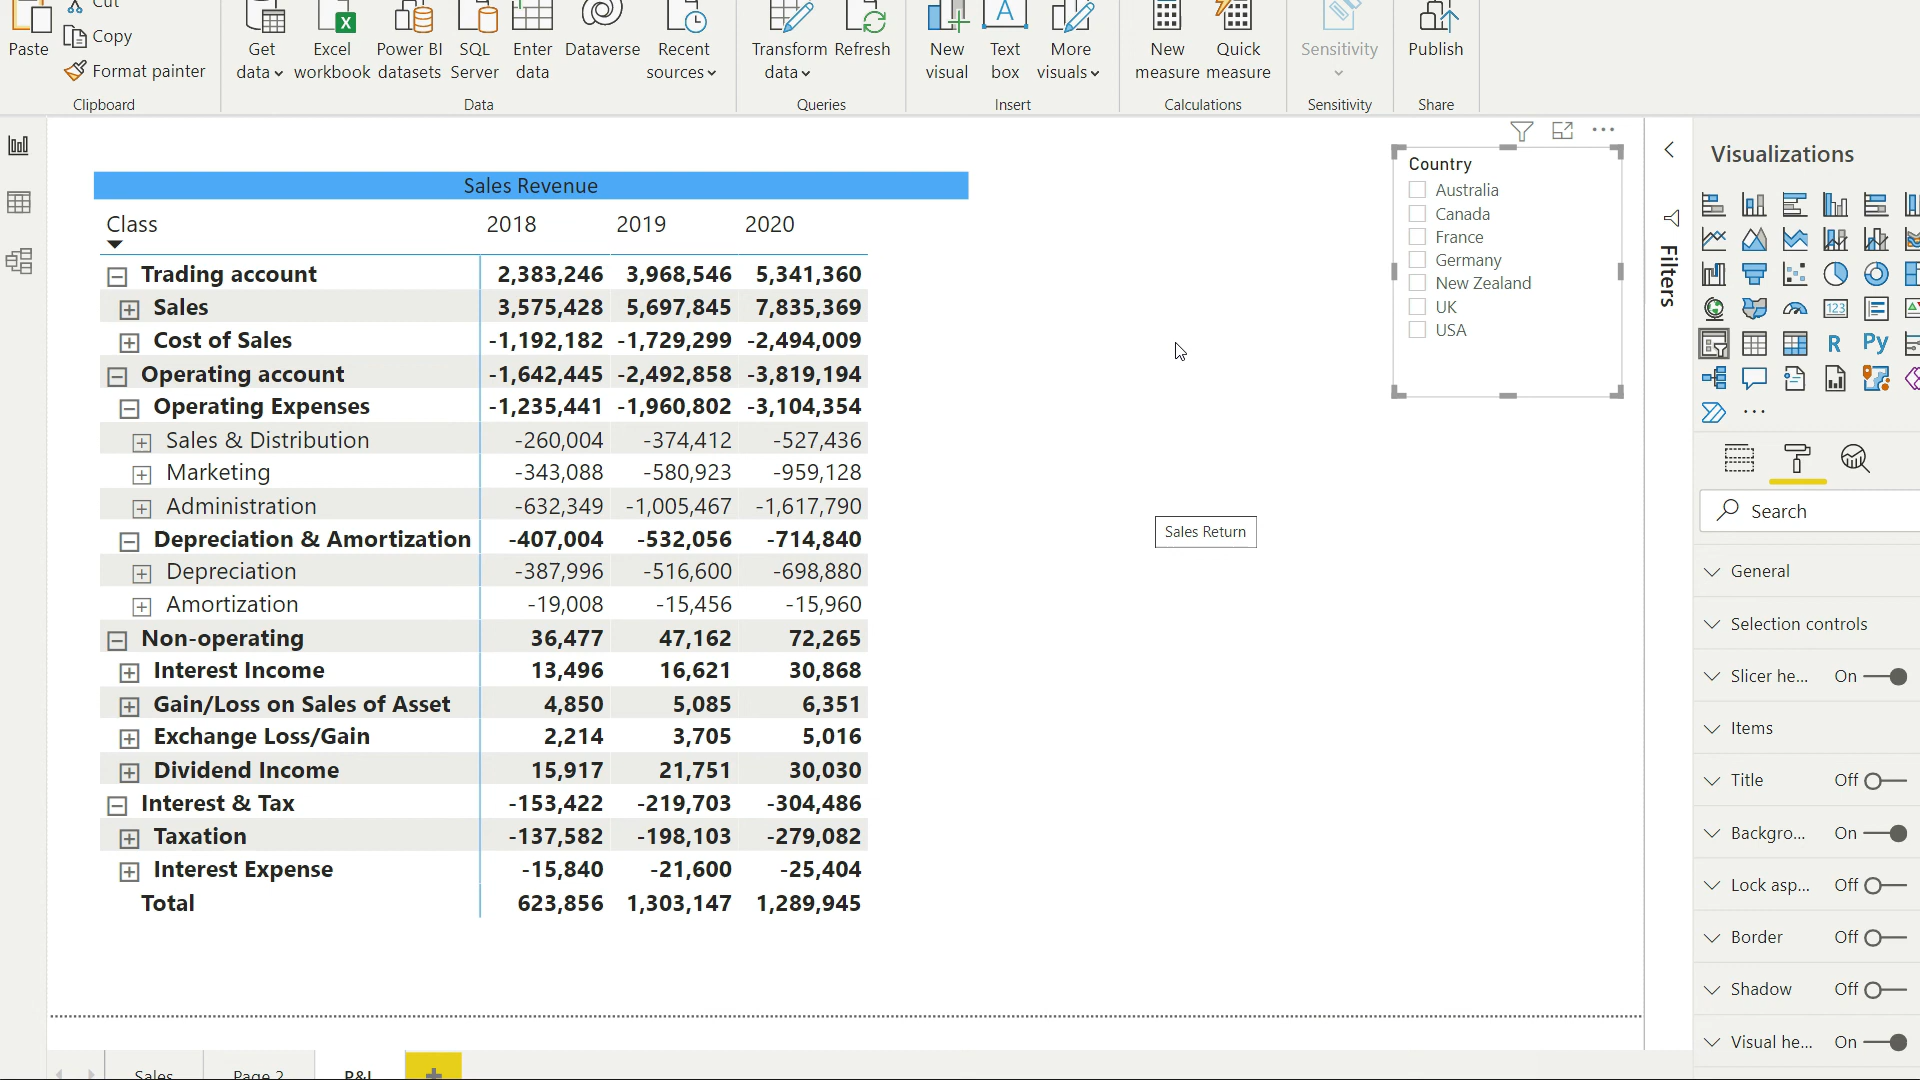 Cut
Paste
Copy
Format painter
Clipboard
Get data
Excel workbook
Power BI datasets
SQL Server
Enter data
Dataverse
Recent sources
Data
Transform data
Refresh
Queries
New visual
A
Text box
More visuals
Insert
New measure
Quick measure
Calculations
Sensitivity
Sensitivity
Publish
Share
Sales Revenue
Class 2018 2019 2020
Trading account 2,383,246 3,968,546 5,341,360
Sales 3,575,428 5,697,845 7,835,369
Cost of Sales -1,192,182 -1,729,299 -2,494,009
Operating account -1,642,445 -2,492,858 -3,819,194
Operating Expenses -1,235,441 -1,960,802 -3,104,354
Sales & Distribution -260,004 -374,412 -527,436
Marketing -343,088 -580,923 -959,128
Administration -632,349 -1,005,467 -1,617,790
Depreciation & Amortization -407,004 -532,056 -714,840
Depreciation -387,996 -516,600 -698,880
Amortization -19,008 -15,456 -15,960
Non-operating 36,477 47,162 72,265
Interest Income 13,496 16,621 30,868
Gain/Loss on Sales of Asset 4,850 5,085 6,351
Exchange Loss/Gain 2,214 3,705 5,016
Dividend Income 15,917 21,751 30,030
Interest & Tax -153,422 -219,703 -304,486
Taxation -137,582 -198,103 -279,082
Interest Expense -15,840 -21,600 -25,404
Total 623,856 1,303,147 1,289,945
Sales Return
Country
Australia
Canada
France
Germany
New Zealand
UK
USA
Filters
Visualizations
123
R Py
Search
General
Selection controls
Slicer he... On
Items
Title Off
Backgro... On
Lock asp... Off
Border Off
Shadow Off
Visual he... On
Sales
Page 2
P&L